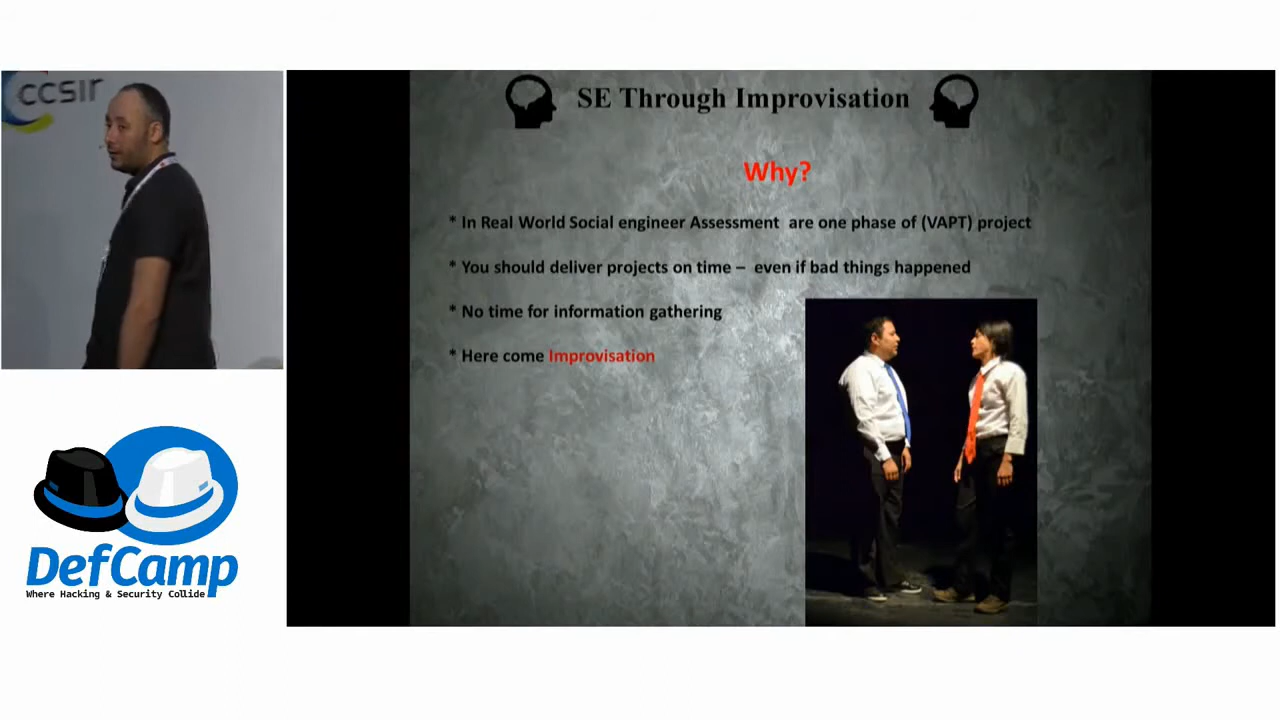 ccsir
SE Through Improvisation
Why?
* In Real World Social engineer Assessment are one phase of (VAPT) project
* You should deliver projects on time – even if bad things happened
* No time for information gathering
* Here come Improvisation
DefCamp
Where Hacking & Security Collide